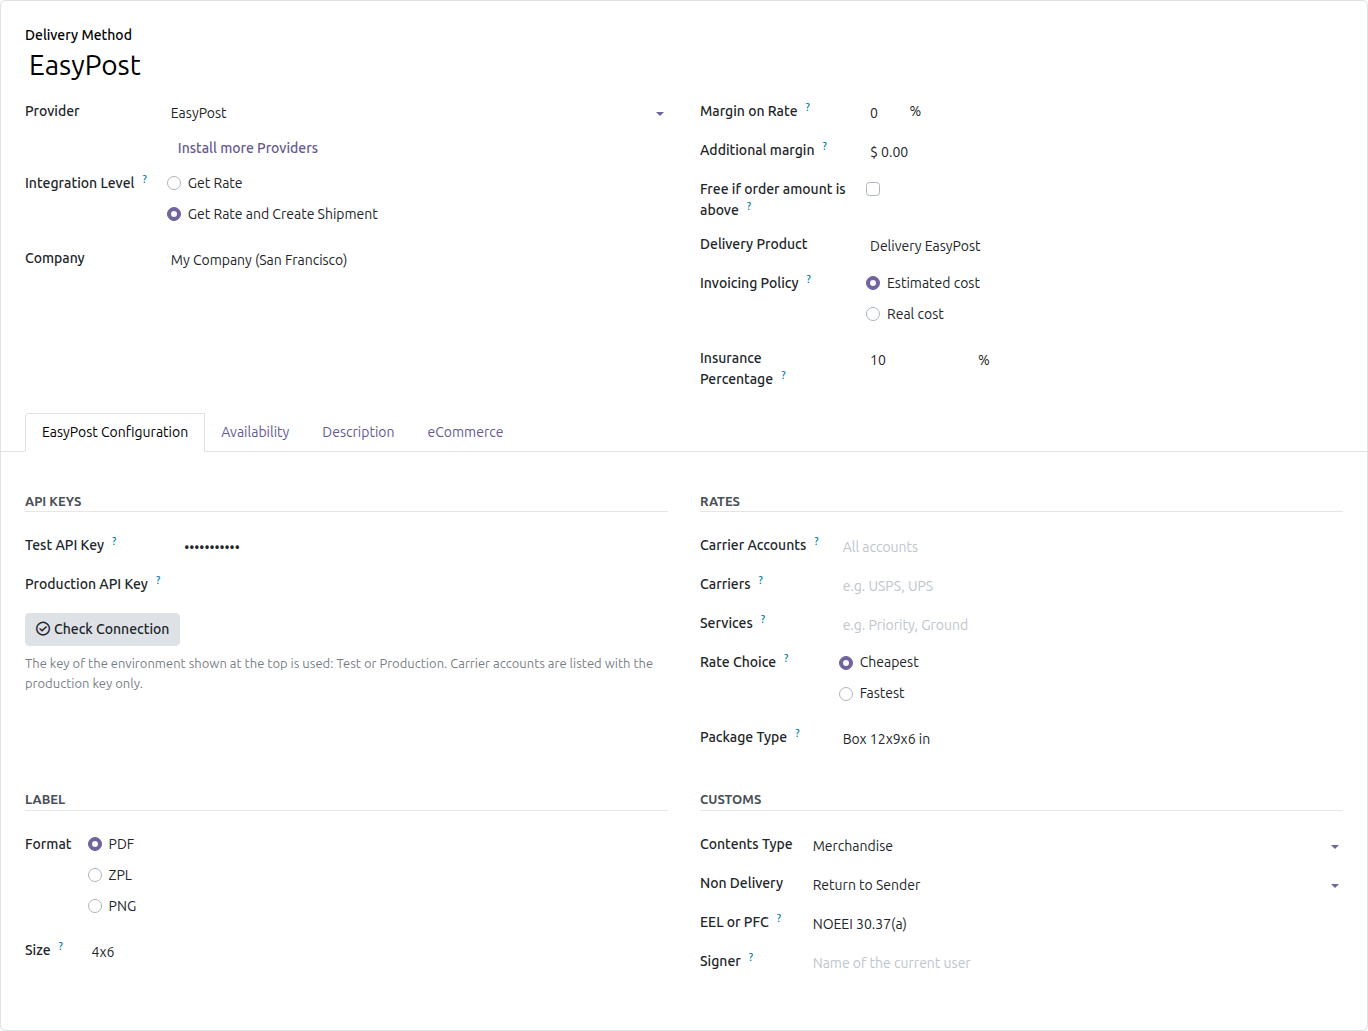 Delivery Method
EasyPost
Provider
EasyPost
Install more Providers
Integration Level ?
Get Rate
Get Rate and Create Shipment
Company
My Company (San Francisco)
Margin on Rate ?
0 %
Additional margin ?
$ 0.00
Free if order amount is
above ?
Delivery Product
Delivery EasyPost
Invoicing Policy ?
Estimated cost
Real cost
Insurance
Percentage ?
10 %
EasyPost Configuration
Availability
Description
eCommerce
API KEYS
Test API Key ?
•••••••••••
Production API Key ?
Check Connection
The key of the environment shown at the top is used: Test or Production. Carrier accounts are listed with the
production key only.
RATES
Carrier Accounts ?
All accounts
Carriers ?
e.g. USPS, UPS
Services ?
e.g. Priority, Ground
Rate Choice ?
Cheapest
Fastest
Package Type ?
Box 12x9x6 in
LABEL
Format
PDF
ZPL
PNG
Size ?
4x6
CUSTOMS
Contents Type
Merchandise
Non Delivery
Return to Sender
EEL or PFC ?
NOEEI 30.37(a)
Signer ?
Name of the current user